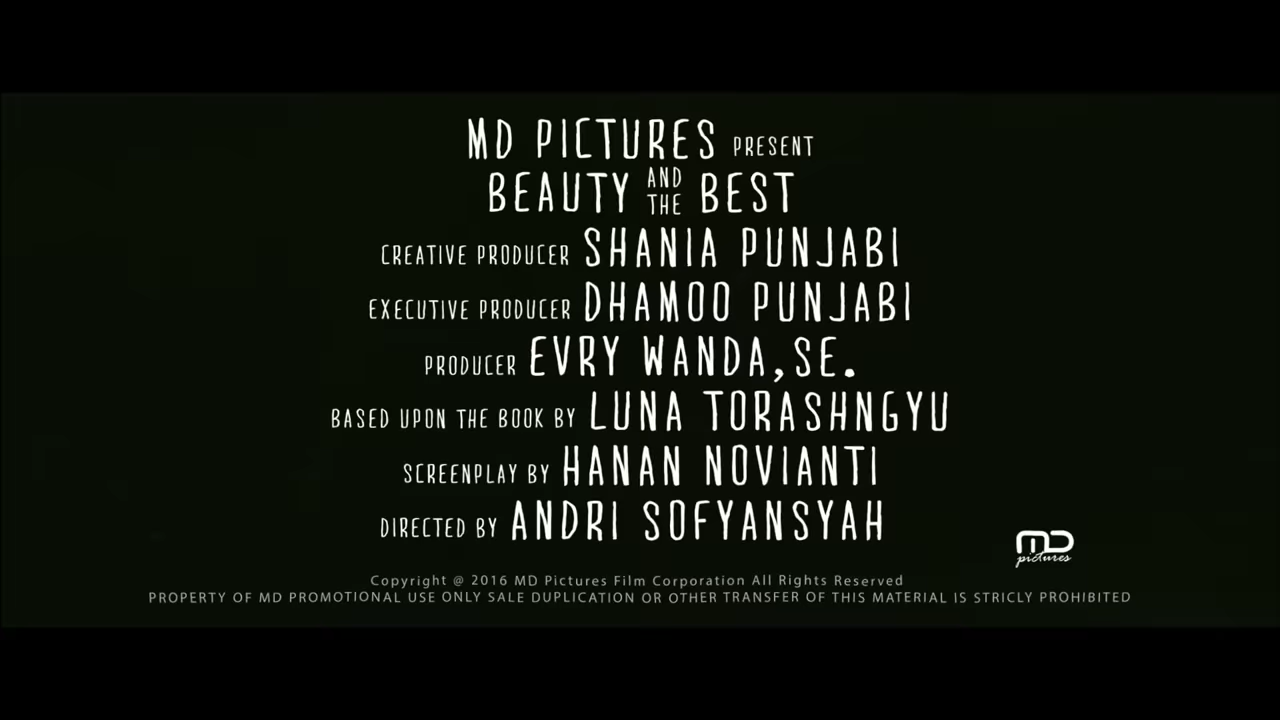 MD PICTURES PRESENT
BEAUTY AND THE BEST
CREATIVE PRODUCER SHANIA PUNJABI
EXECUTIVE PRODUCER DHAMOO PUNJABI
PRODUCER EVRY WANDA,SE.
BASED UPON THE BOOK BY LUNA TORASHNGYU
SCREENPLAY BY HANAN NOVIANTI
DIRECTED BY ANDRI SOFYANSYAH
MD
pictures
Copyright @ 2016 MD Pictures Film Corporation All Rights Reserved
PROPERTY OF MD PROMOTIONAL USE ONLY SALE DUPLICATION OR OTHER TRANSFER OF THIS MATERIAL IS STRICLY PROHIBITED